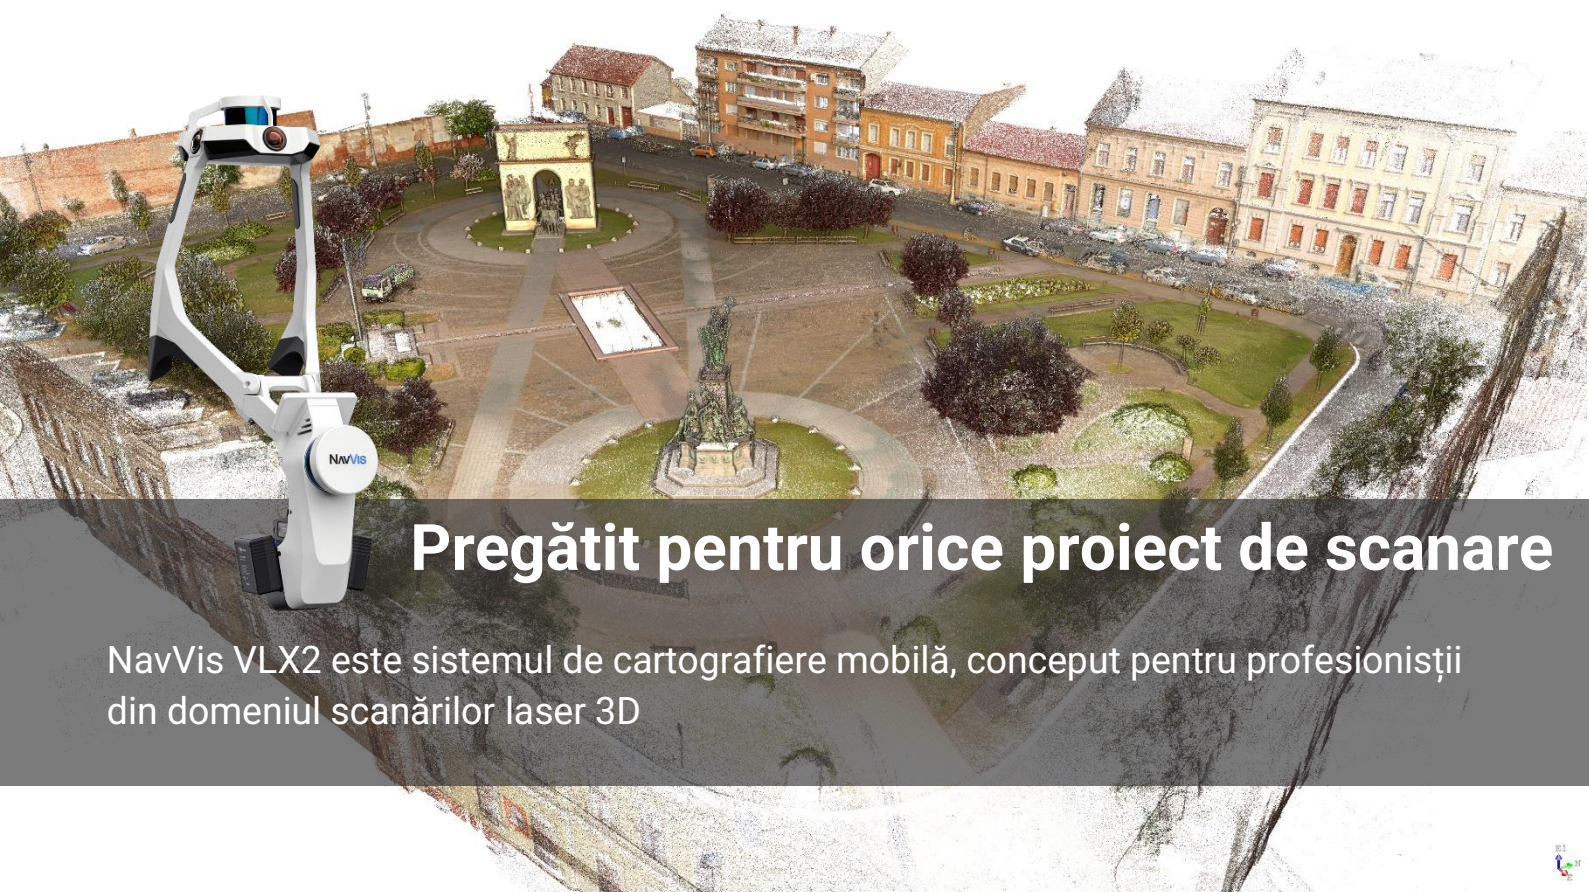 NAVVIS
Pregătit pentru orice proiect de scanare
NavVis VLX2 este sistemul de cartografiere mobilă, conceput pentru profesioniștii
din domeniul scanărilor laser 3D
El
N
E